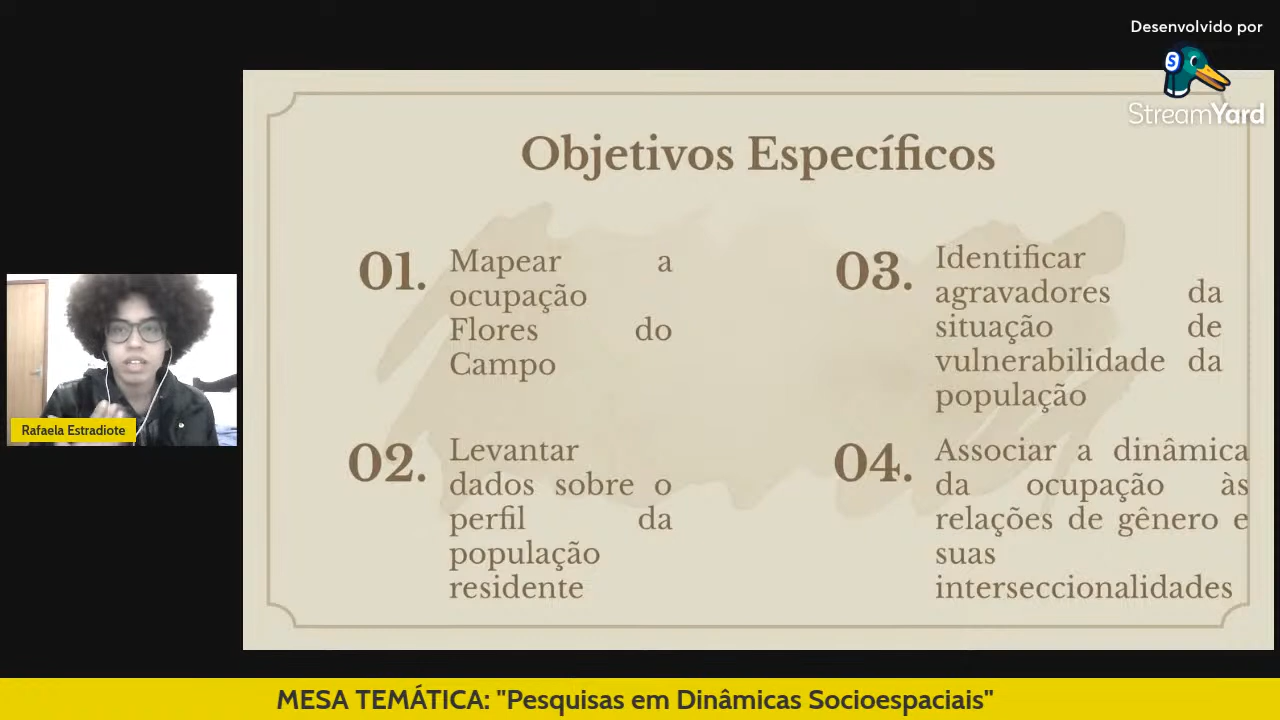 Desenvolvido por
StreamYard
Objetivos Específicos
01.
Mapear a
ocupação
Flores do
Campo
02.
Levantar
dados sobre o
perfil da
população
residente
03.
Identificar
agravadores da
situação de
vulnerabilidade da
população
04.
Associar a dinâmica
da ocupação às
relações de gênero e
suas
interseccionalidades
Rafaela Estradiote
MESA TEMÁTICA: "Pesquisas em Dinâmicas Socioespaciais"